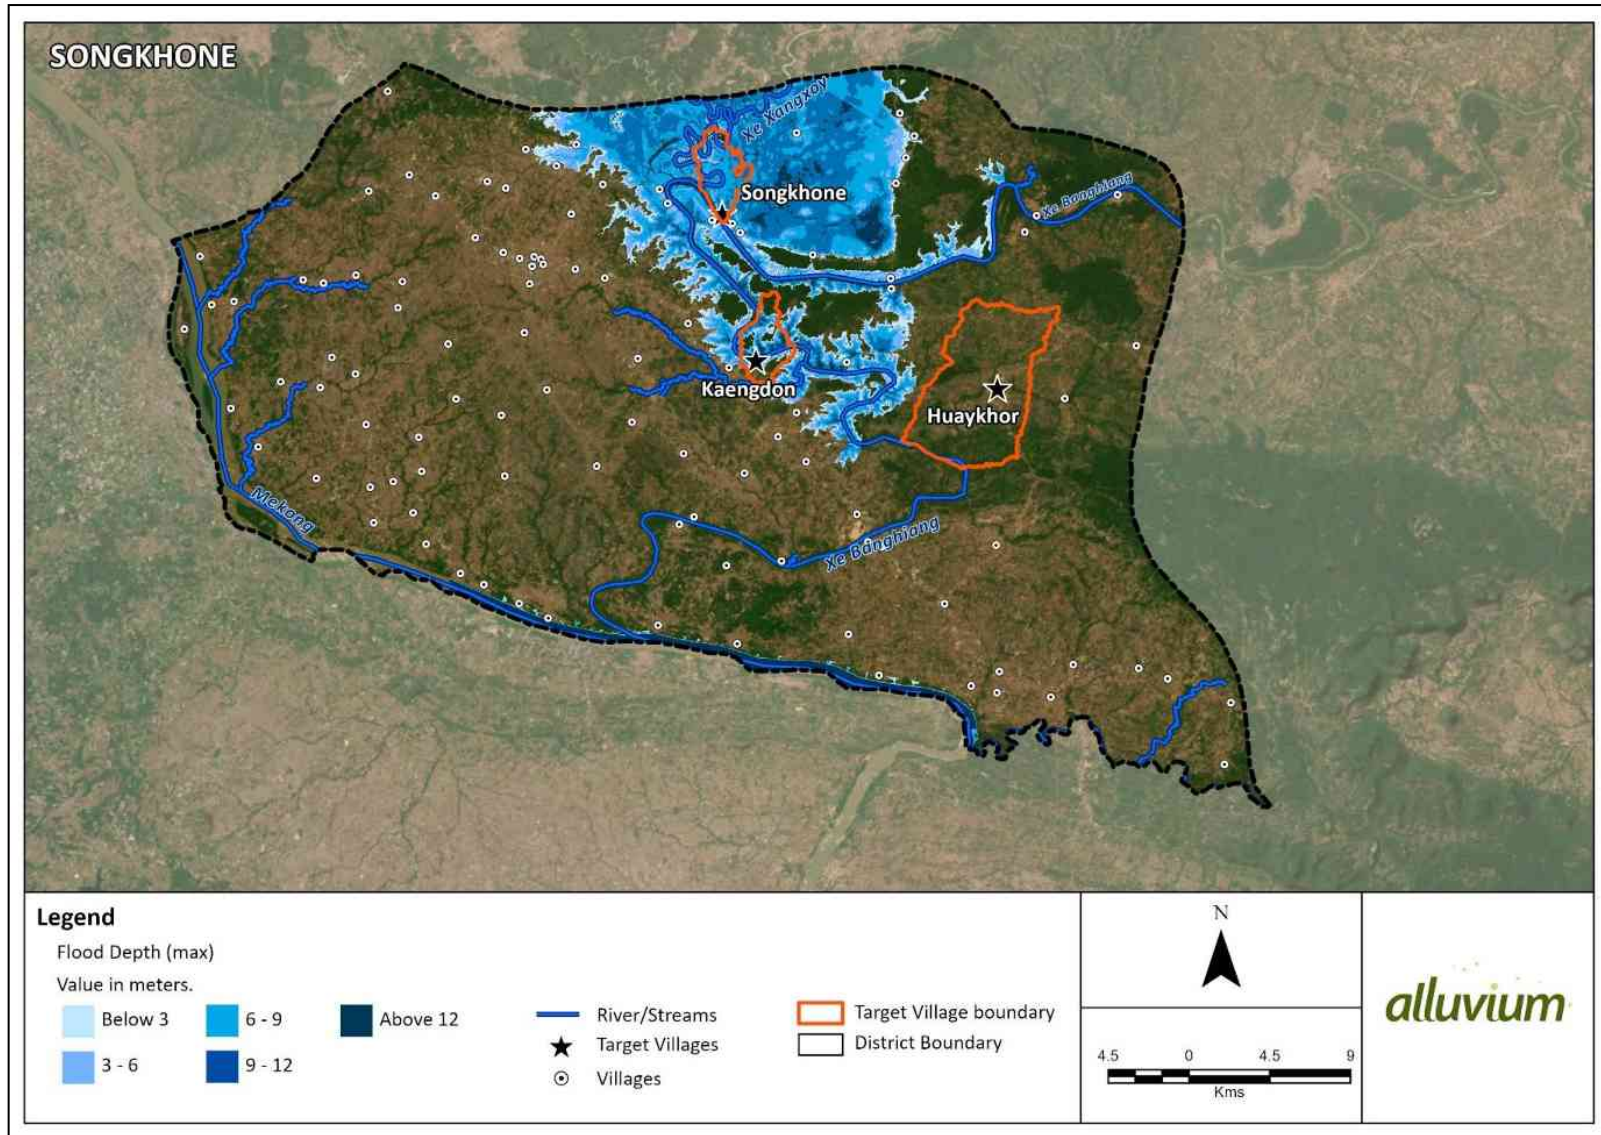 SONGKHONE
Xe Xangxoy
Songkhone
Xe Banghiang
Kaengdon
Huaykhor
Mekong
Xe Banghiang
Legend
Flood Depth (max)
Value in meters.
Below 3
6 - 9
Above 12
3 - 6
9 - 12
River/Streams
Target Villages
Villages
Target Village boundary
District Boundary
N
4.5 0 4.5 9
Kms
alluvium